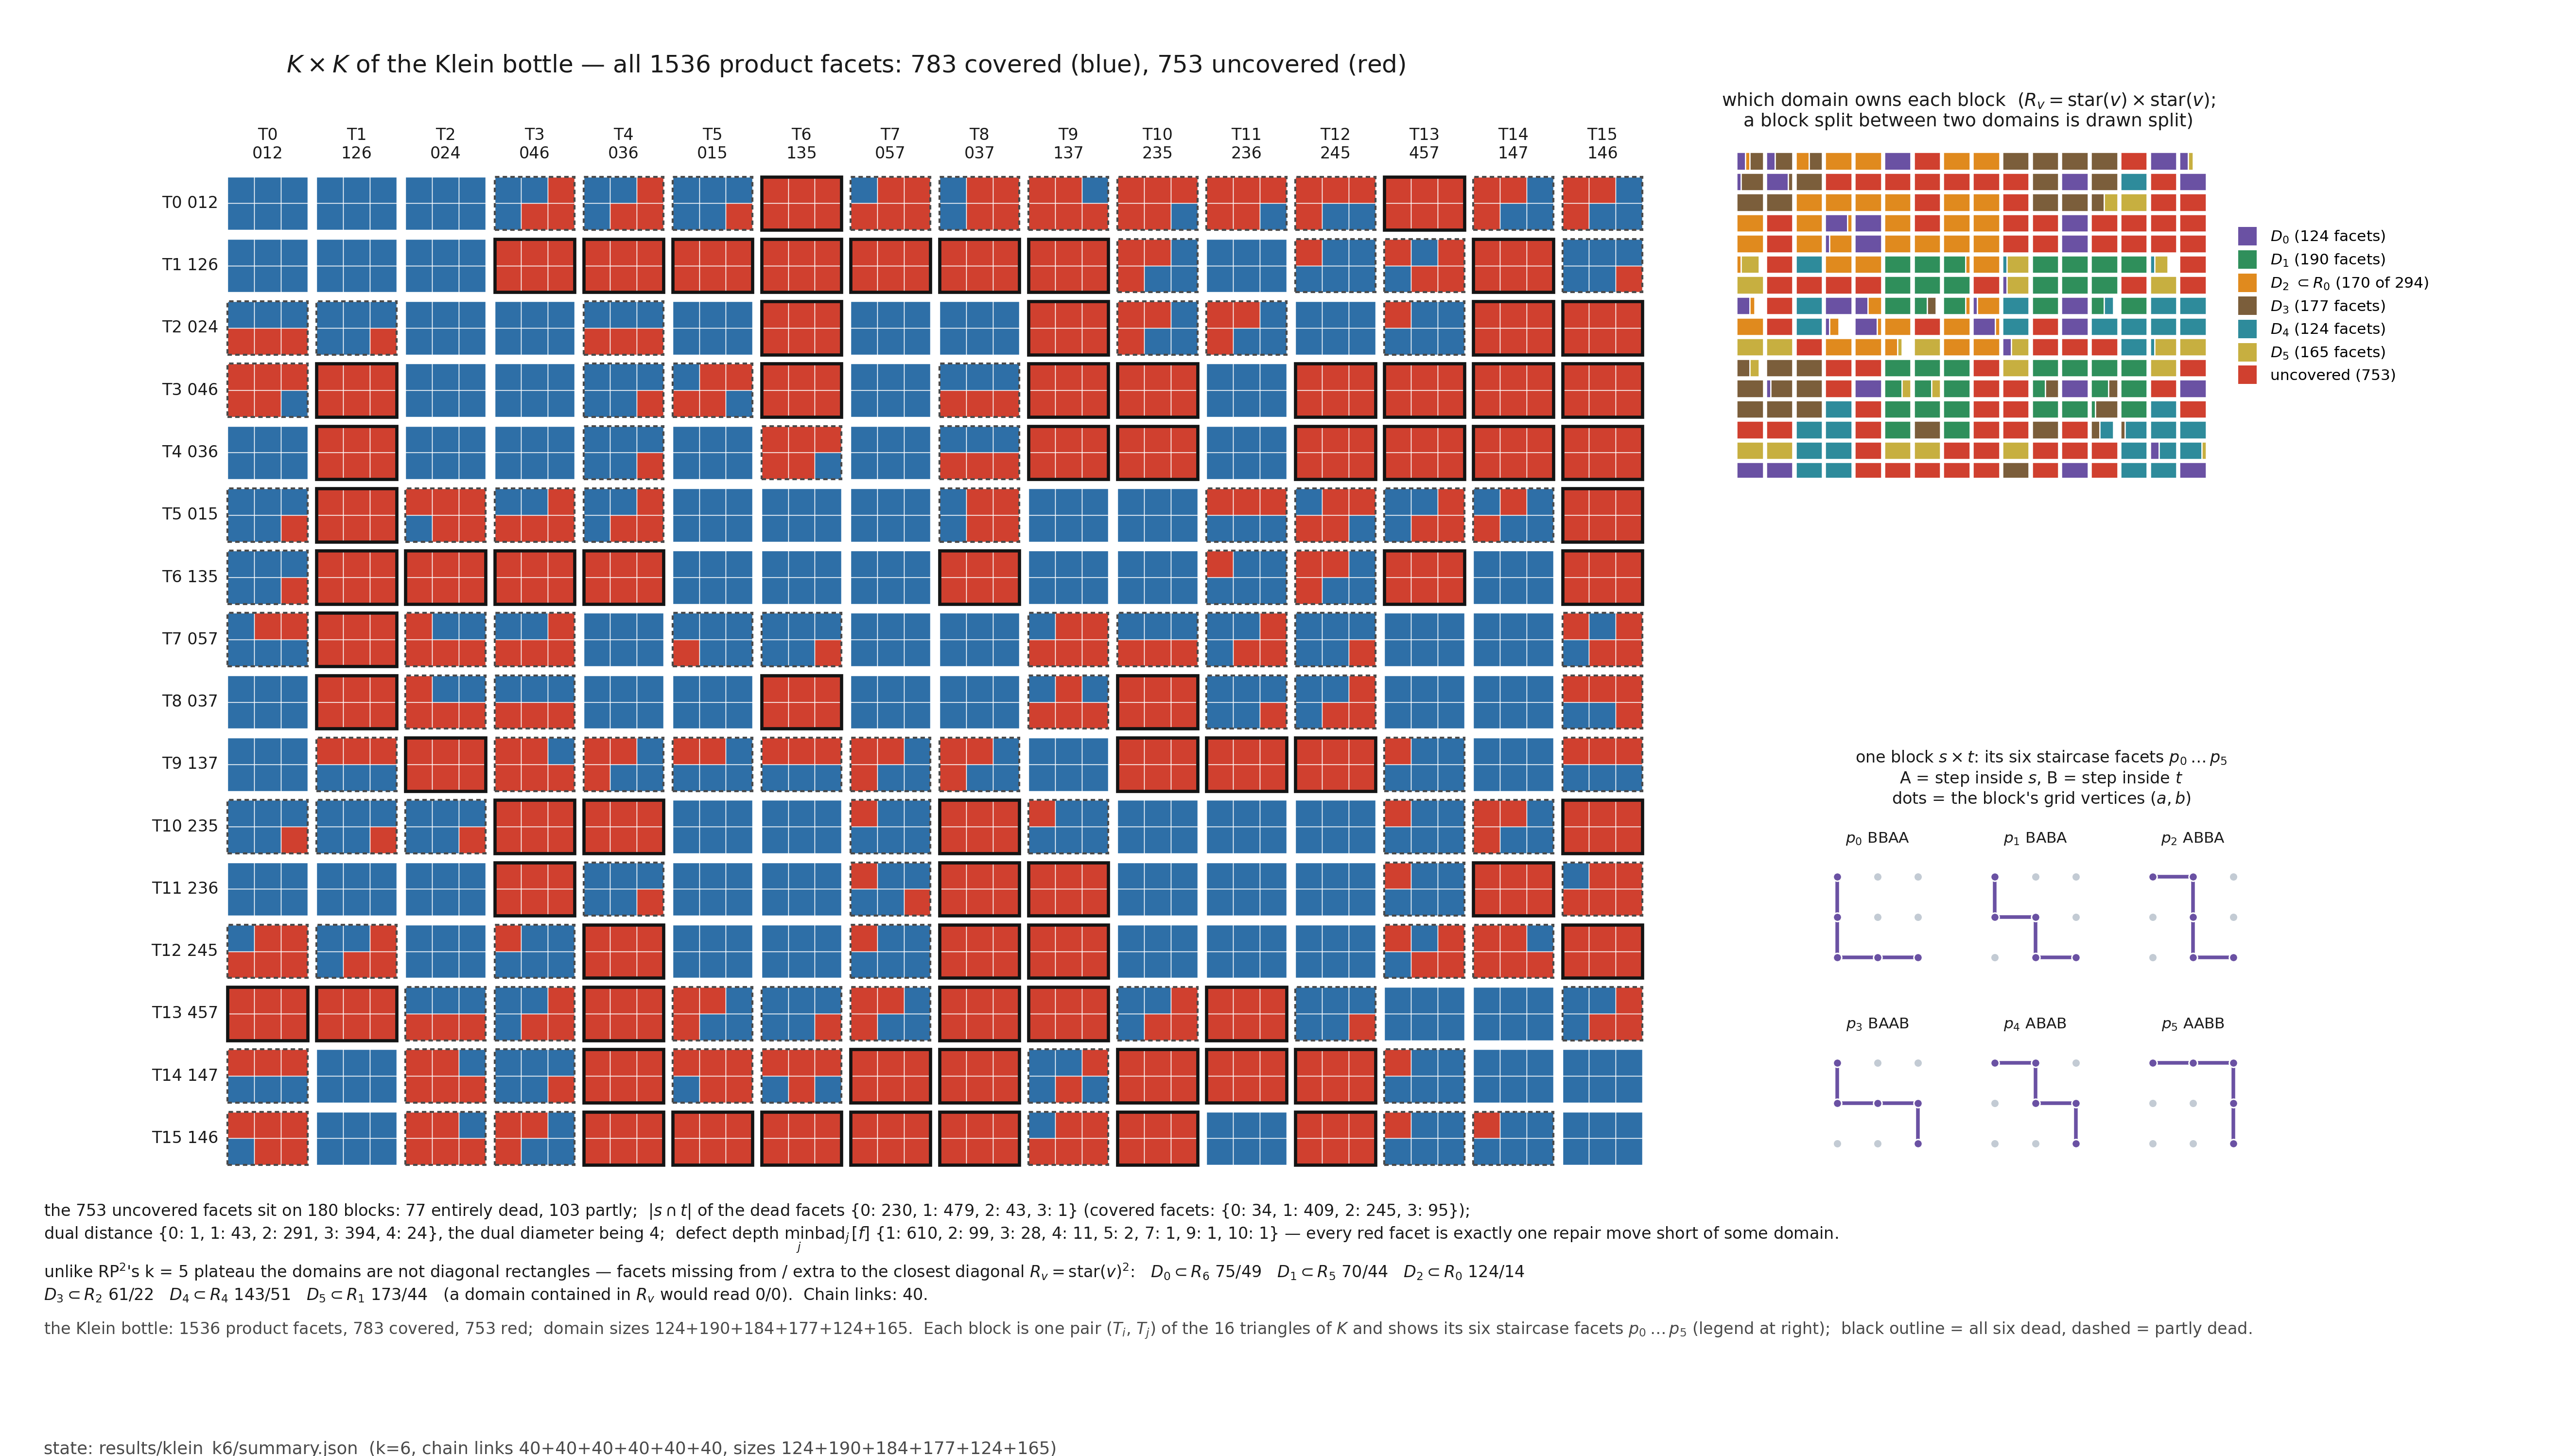 K × K of the Klein bottle — all 1536 product facets: 783 covered (blue), 753 uncovered (red)
T0 T1 T2 T3 T4 T5 T6 T7 T8 T9 T10 T11 T12 T13 T14 T15
012 126 024 046 036 015 135 057 037 137 235 236 245 457 147 146
T0 012
T1 126
T2 024
T3 046
T4 036
T5 015
T6 135
T7 057
T8 037
T9 137
T10 235
T11 236
T12 245
T13 457
T14 147
T15 146
which domain owns each block (Rᵥ = star(v) × star(v);
a block split between two domains is drawn split)
D₀ (124 facets)
D₁ (190 facets)
D₂ ⊂ R₀ (170 of 294)
D₃ (177 facets)
D₄ (124 facets)
D₅ (165 facets)
uncovered (753)
one block s × t: its six staircase facets p₀ … p₅
A = step inside s, B = step inside t
dots = the block's grid vertices (a, b)
p₀ BBAA p₁ BABA p₂ ABBA
p₃ BAAB p₄ ABAB p₅ AABB
the 753 uncovered facets sit on 180 blocks: 77 entirely dead, 103 partly; |s ∩ t| of the dead facets {0: 230, 1: 479, 2: 43, 3: 1} (covered facets: {0: 34, 1: 409, 2: 245, 3: 95});
dual distance {0: 1, 1: 43, 2: 291, 3: 394, 4: 24}, the dual diameter being 4; defect depth minbadⱼ[f] {1: 610, 2: 99, 3: 28, 4: 11, 5: 2, 7: 1, 9: 1, 10: 1} — every red facet is exactly one repair move short of some domain.
j
unlike RP²'s k = 5 plateau the domains are not diagonal rectangles — facets missing from / extra to the closest diagonal Rᵥ = star(v)²: D₀ ⊂ R₆ 75/49 D₁ ⊂ R₅ 70/44 D₂ ⊂ R₀ 124/14
D₃ ⊂ R₂ 61/22 D₄ ⊂ R₄ 143/51 D₅ ⊂ R₁ 173/44 (a domain contained in Rᵥ would read 0/0). Chain links: 40.
the Klein bottle: 1536 product facets, 783 covered, 753 red; domain sizes 124+190+184+177+124+165. Each block is one pair (Tᵢ, Tⱼ) of the 16 triangles of K and shows its six staircase facets p₀ … p₅ (legend at right); black outline = all six dead, dashed = partly dead.
state: results/klein_k6/summary.json (k=6, chain links 40+40+40+40+40+40, sizes 124+190+184+177+124+165)